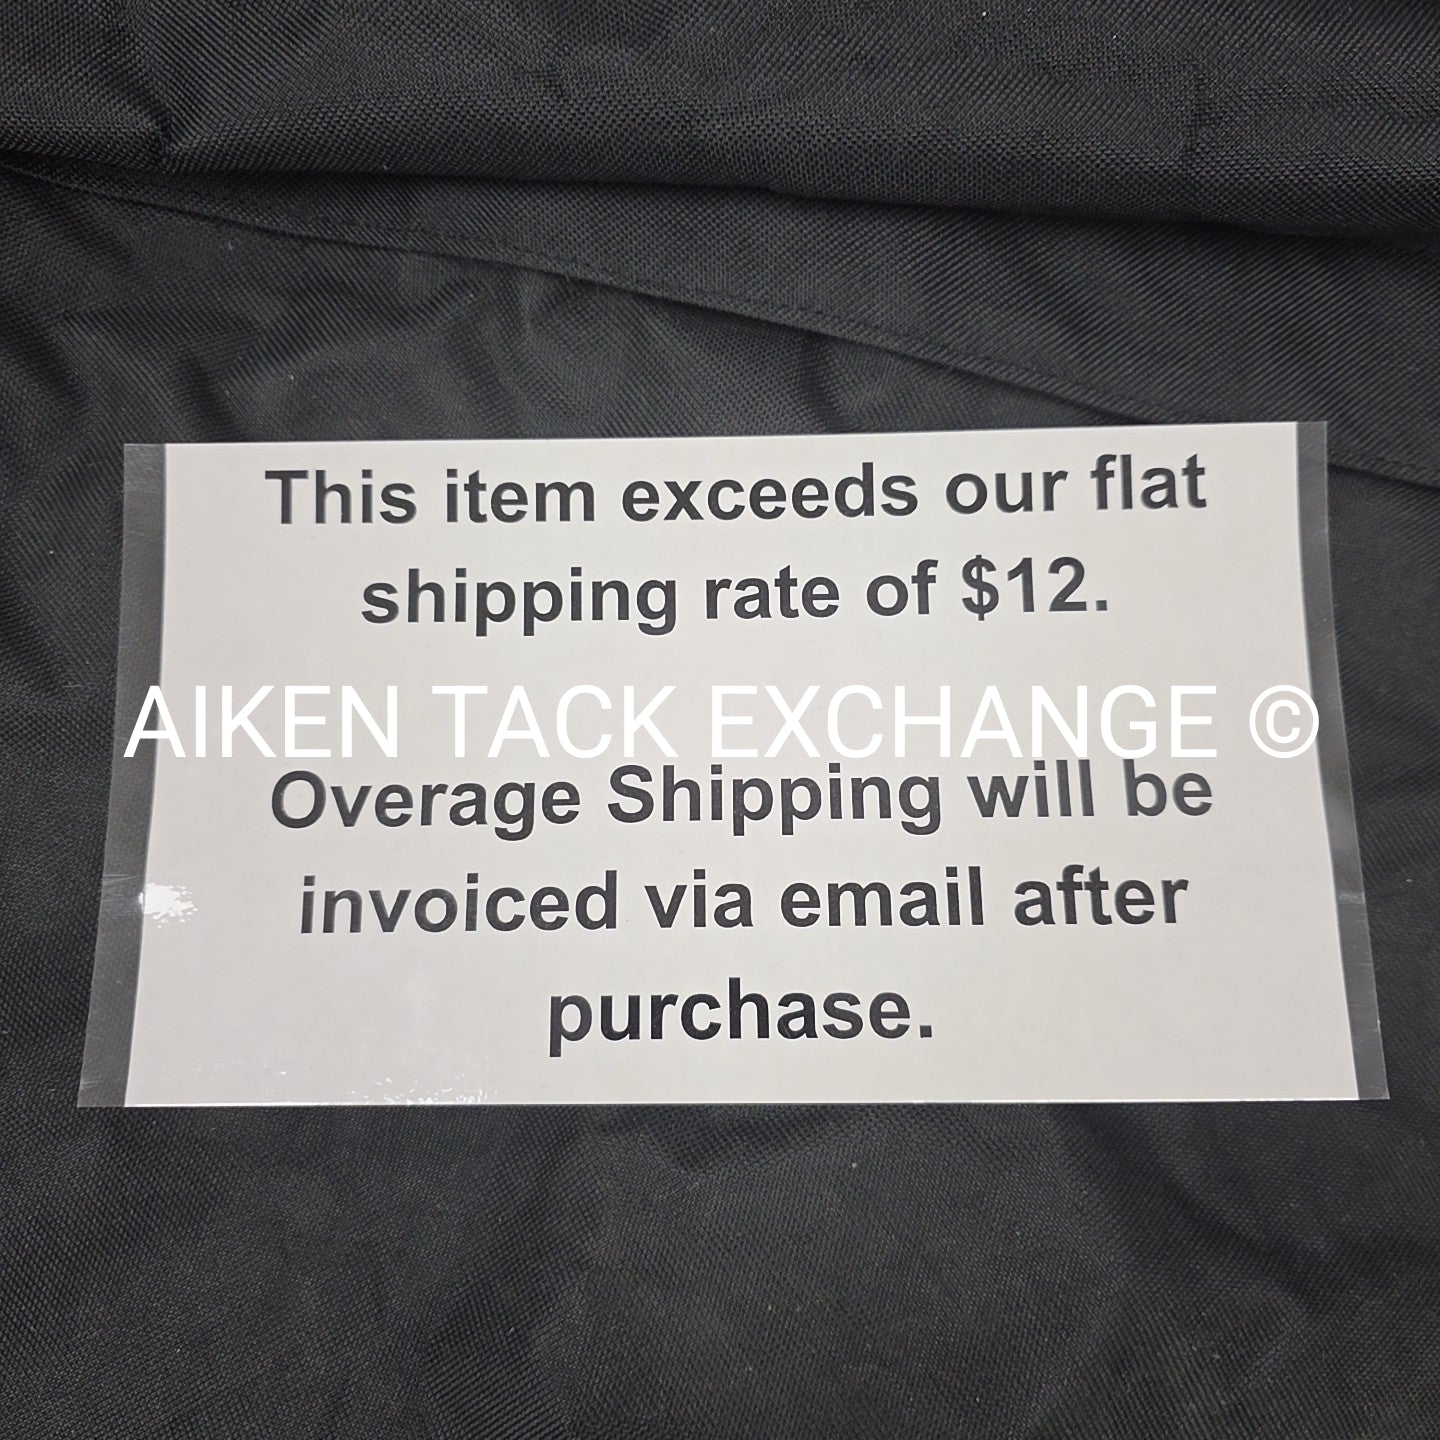 This item exceeds our flat
shipping rate of $12.
AIKEN TACK EXCHANGE ©
Overage Shipping will be
invoiced via email after
purchase.